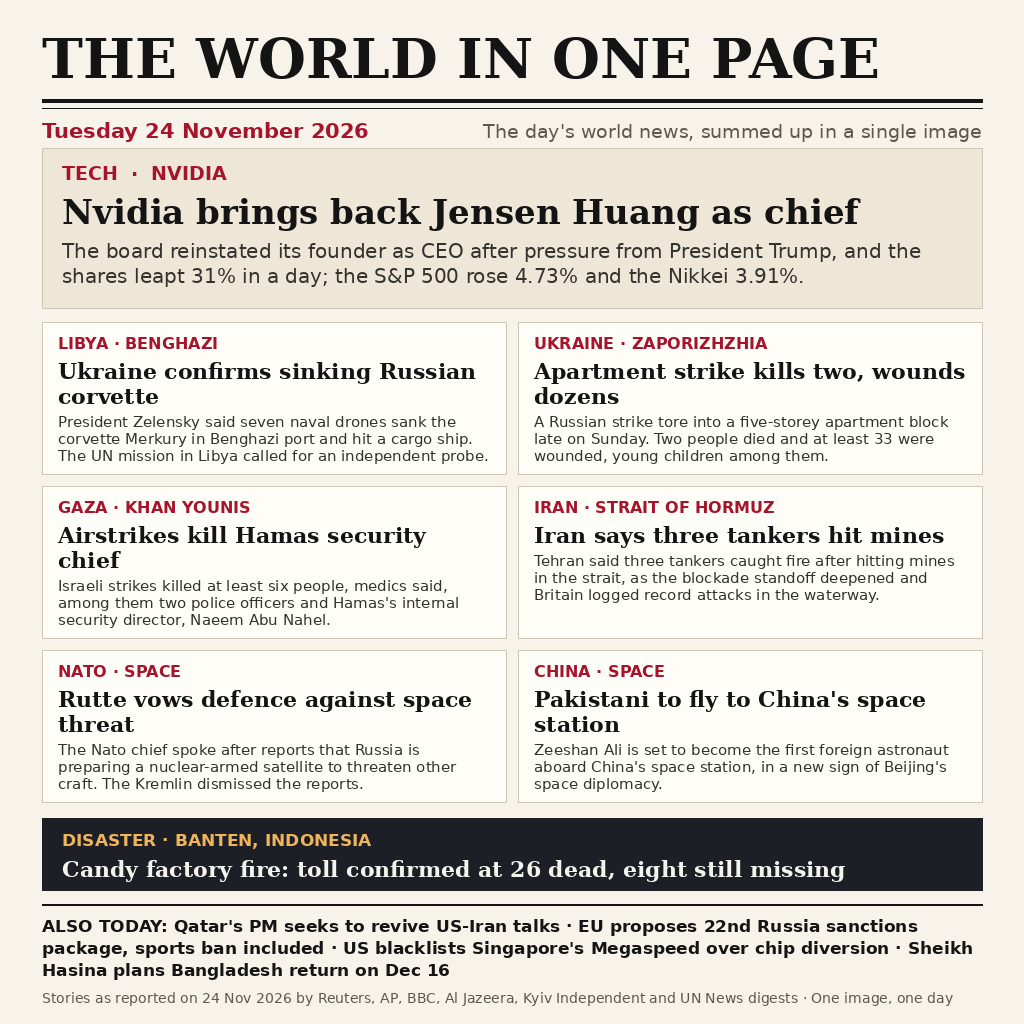 THE WORLD IN ONE PAGE
Tuesday 24 November 2026
The day's world news, summed up in a single image
TECH · NVIDIA
Nvidia brings back Jensen Huang as chief
The board reinstated its founder as CEO after pressure from President Trump, and the
shares leapt 31% in a day; the S&P 500 rose 4.73% and the Nikkei 3.91%.
LIBYA · BENGHAZI
Ukraine confirms sinking Russian
corvette
President Zelensky said seven naval drones sank the
corvette Merkury in Benghazi port and hit a cargo ship.
The UN mission in Libya called for an independent probe.
UKRAINE · ZAPORIZHZHIA
Apartment strike kills two, wounds
dozens
A Russian strike tore into a five-storey apartment block
late on Sunday. Two people died and at least 33 were
wounded, young children among them.
GAZA · KHAN YOUNIS
Airstrikes kill Hamas security
chief
Israeli strikes killed at least six people, medics said,
among them two police officers and Hamas's internal
security director, Naeem Abu Nahel.
IRAN · STRAIT OF HORMUZ
Iran says three tankers hit mines
Tehran said three tankers caught fire after hitting mines
in the strait, as the blockade standoff deepened and
Britain logged record attacks in the waterway.
NATO · SPACE
Rutte vows defence against space
threat
The Nato chief spoke after reports that Russia is
preparing a nuclear-armed satellite to threaten other
craft. The Kremlin dismissed the reports.
CHINA · SPACE
Pakistani to fly to China's space
station
Zeeshan Ali is set to become the first foreign astronaut
aboard China's space station, in a new sign of Beijing's
space diplomacy.
DISASTER · BANTEN, INDONESIA
Candy factory fire: toll confirmed at 26 dead, eight still missing
ALSO TODAY: Qatar's PM seeks to revive US-Iran talks · EU proposes 22nd Russia sanctions
package, sports ban included · US blacklists Singapore's Megaspeed over chip diversion · Sheikh
Hasina plans Bangladesh return on Dec 16
Stories as reported on 24 Nov 2026 by Reuters, AP, BBC, Al Jazeera, Kyiv Independent and UN News digests · One image, one day